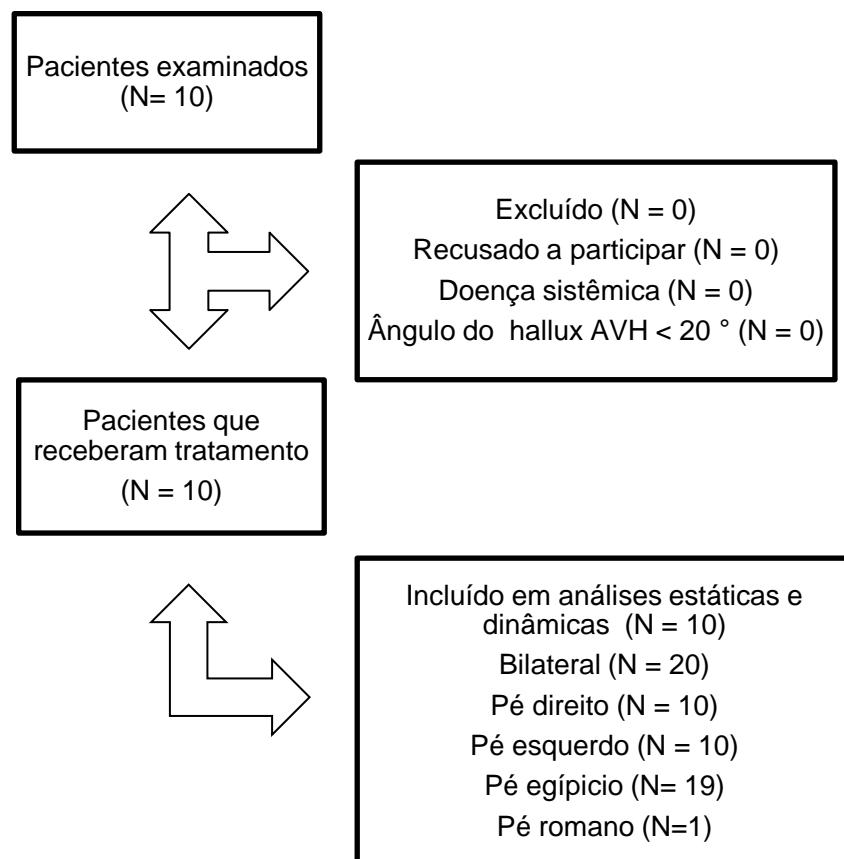 Pacientes examinados
(N= 10)
Excluído (N = 0)
Recusado a participar (N = 0)
Doença sistêmica (N = 0)
Ângulo do hallux AVH < 20 ° (N = 0)
Pacientes que
receberam tratamento
(N = 10)
Incluído em análises estáticas e
dinâmicas (N = 10)
Bilateral (N = 20)
Pé direito (N = 10)
Pé esquerdo (N = 10)
Pé egípicio (N= 19)
Pé romano (N=1)